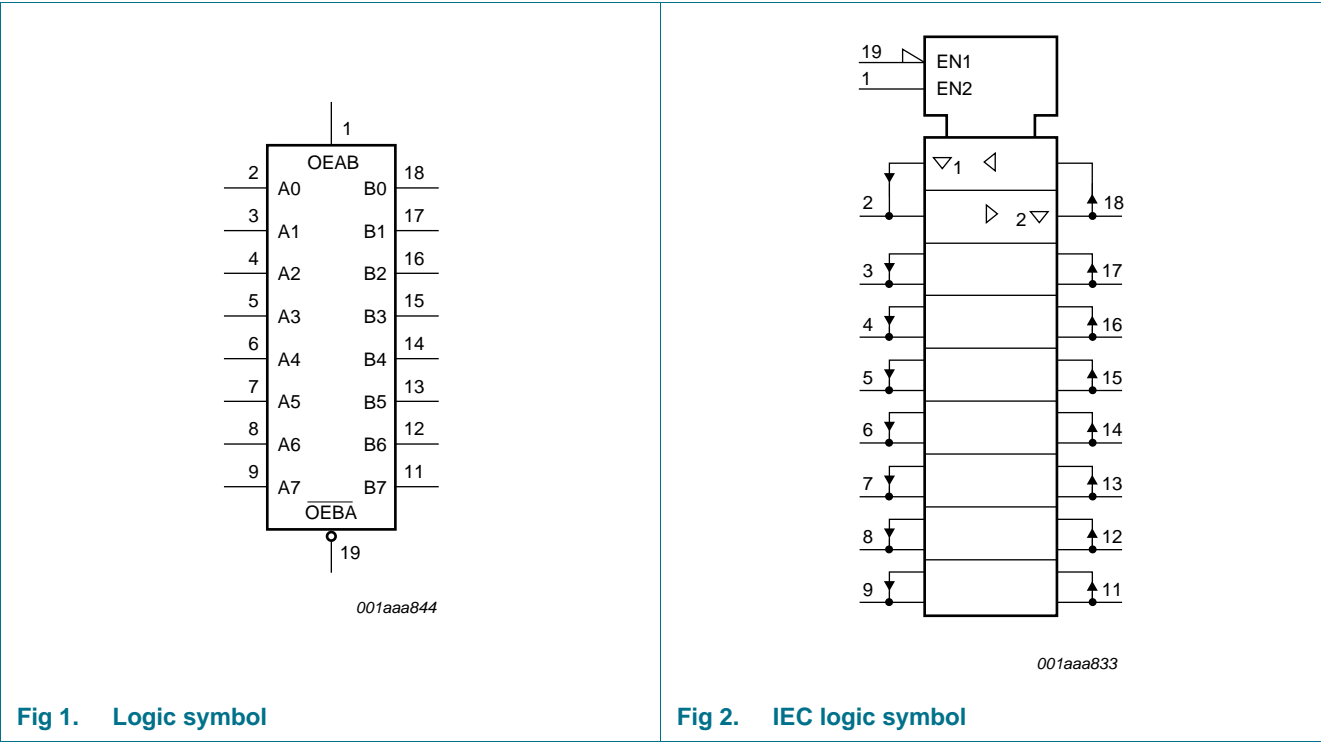 1
OEAB
2 A0 B0 18
3 A1 B1 17
4 A2 B2 16
5 A3 B3 15
6 A4 B4 14
7 A5 B5 13
8 A6 B6 12
9 A7 B7 11
OEBA
19
001aaa844
Fig 1. Logic symbol
19 EN1
1 EN2
1
2 2 18
3 17
4 16
5 15
6 14
7 13
8 12
9 11
001aaa833
Fig 2. IEC logic symbol